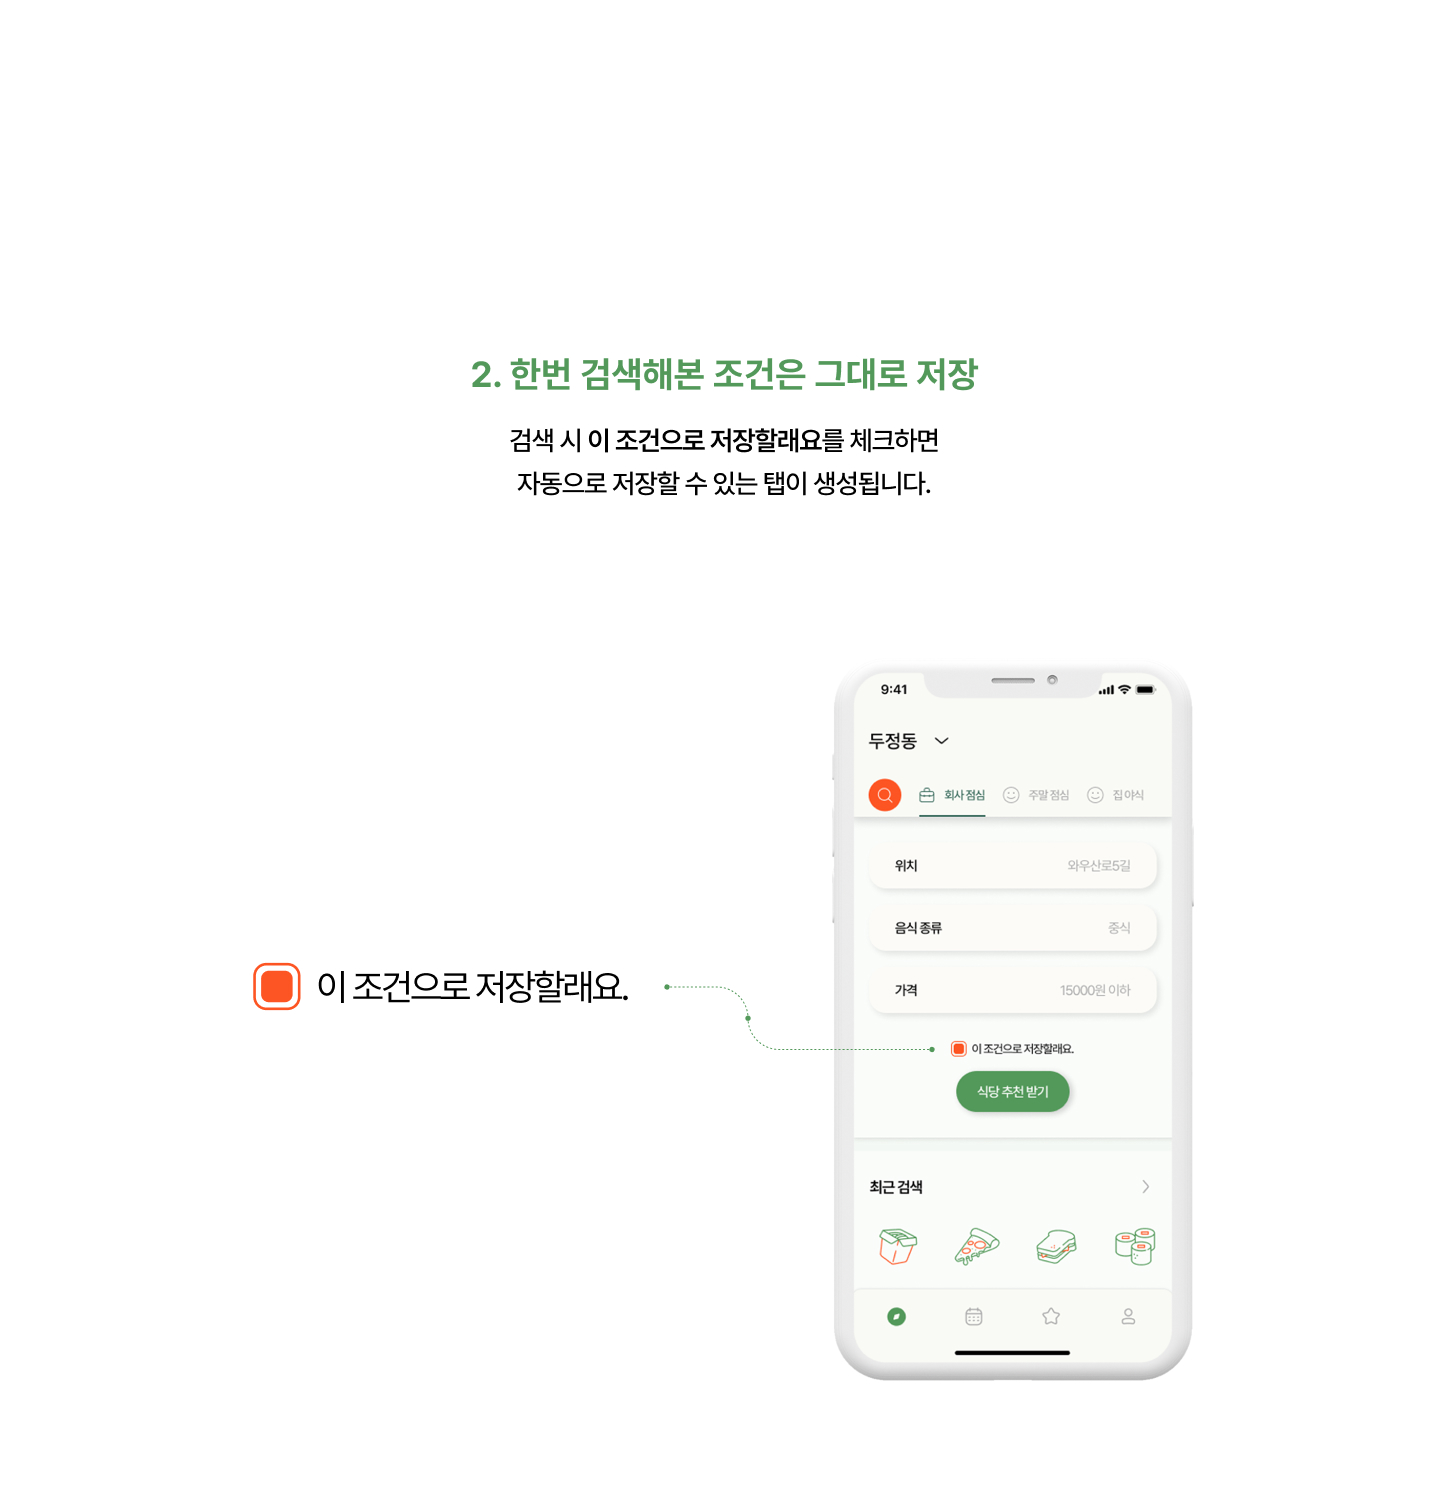 2. 한번 검색해본 조건은 그대로 저장
검색 시 이 조건으로 저장할래요를 체크하면
자동으로 저장할 수 있는 탭이 생성됩니다.
이 조건으로 저장할래요.
9:41
두정동
회사 점심 주말 점심 집 야식
위치 와우산로5길
음식 종류 중식
가격 15000원 이하
이 조건으로 저장할래요.
식당 추천 받기
최근 검색